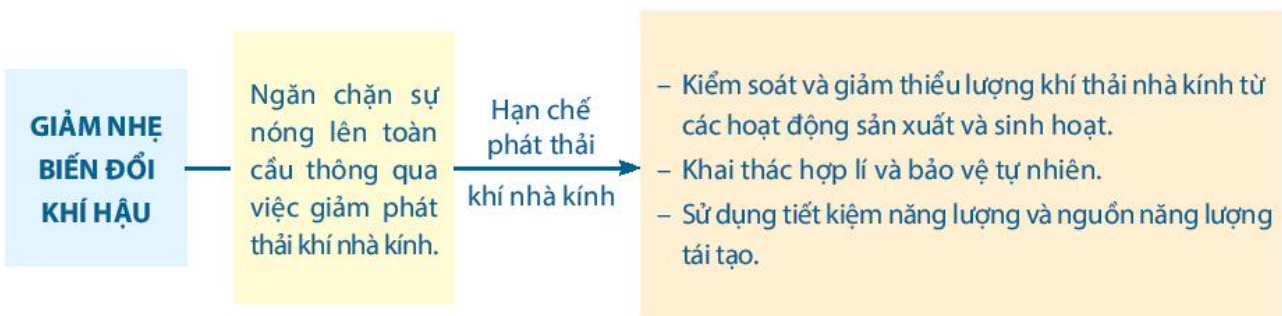 GIẢM NHẸ
BIẾN ĐỔI
KHÍ HẬU
Ngăn chặn sự
nóng lên toàn
cầu thông qua
việc giảm phát
thải khí nhà kính.
Hạn chế
phát thải
khí nhà kính
– Kiểm soát và giảm thiểu lượng khí thải nhà kính từ
các hoạt động sản xuất và sinh hoạt.
– Khai thác hợp lí và bảo vệ tự nhiên.
– Sử dụng tiết kiệm năng lượng và nguồn năng lượng
tái tạo.